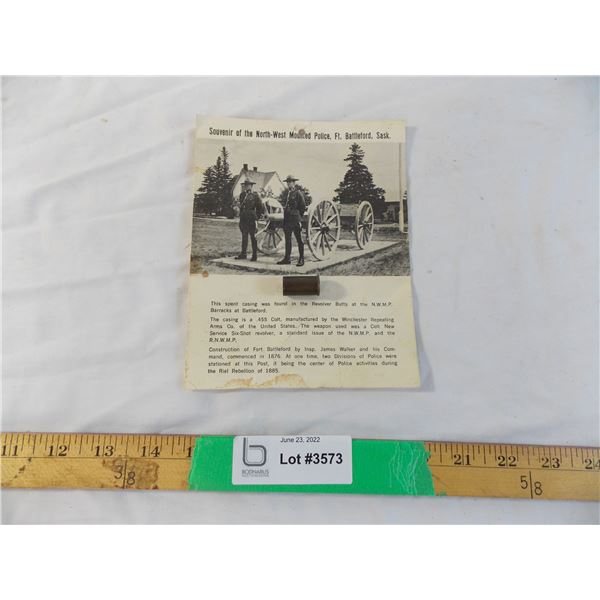 Souvenir of the North-West Mounted Police, Ft. Battleford, Sask.
This spent casing was found in the Revolver Butts at the N.W.M.P.
Barracks at Battleford.
The casing is a .455 Colt, manufactured by the Winchester Repeating
Arms Co. of the United States. The weapon used was a Colt New
Service Six-Shot revolver, a standard issue of the N.W.M.P. and the
R.N.W.M.P.
Construction of Fort Battleford by Insp. James Walker and his Com-
mand, commenced in 1876. At one time, two Divisions of Police were
stationed at this Post, it being the center of Police activities during
the Riel Rebellion of 1885.
11 12 13 14 21 22 23 24
3/8 5/8
June 23, 2022
Lot #3573
b
BODNARUS